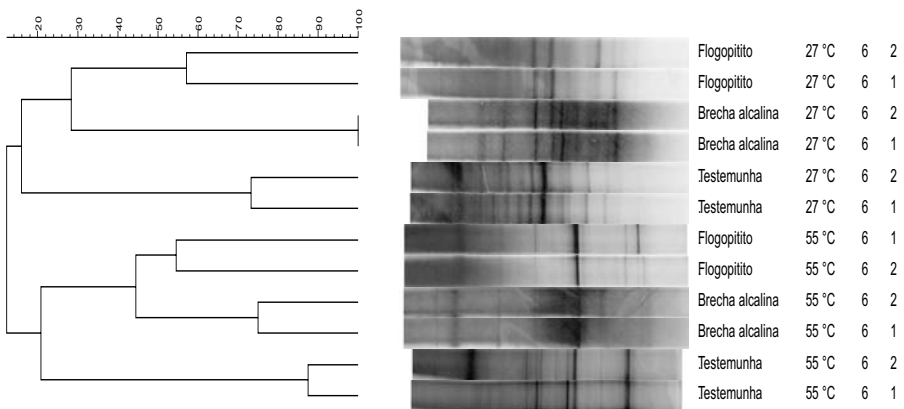 20 30 40 50 60 70 80 90 100
Flogopitito 27 °C 6 2
Flogopitito 27 °C 6 1
Brecha alcalina 27 °C 6 2
Brecha alcalina 27 °C 6 1
Testemunha 27 °C 6 2
Testemunha 27 °C 6 1
Flogopitito 55 °C 6 1
Flogopitito 55 °C 6 2
Brecha alcalina 55 °C 6 2
Brecha alcalina 55 °C 6 1
Testemunha 55 °C 6 2
Testemunha 55 °C 6 1